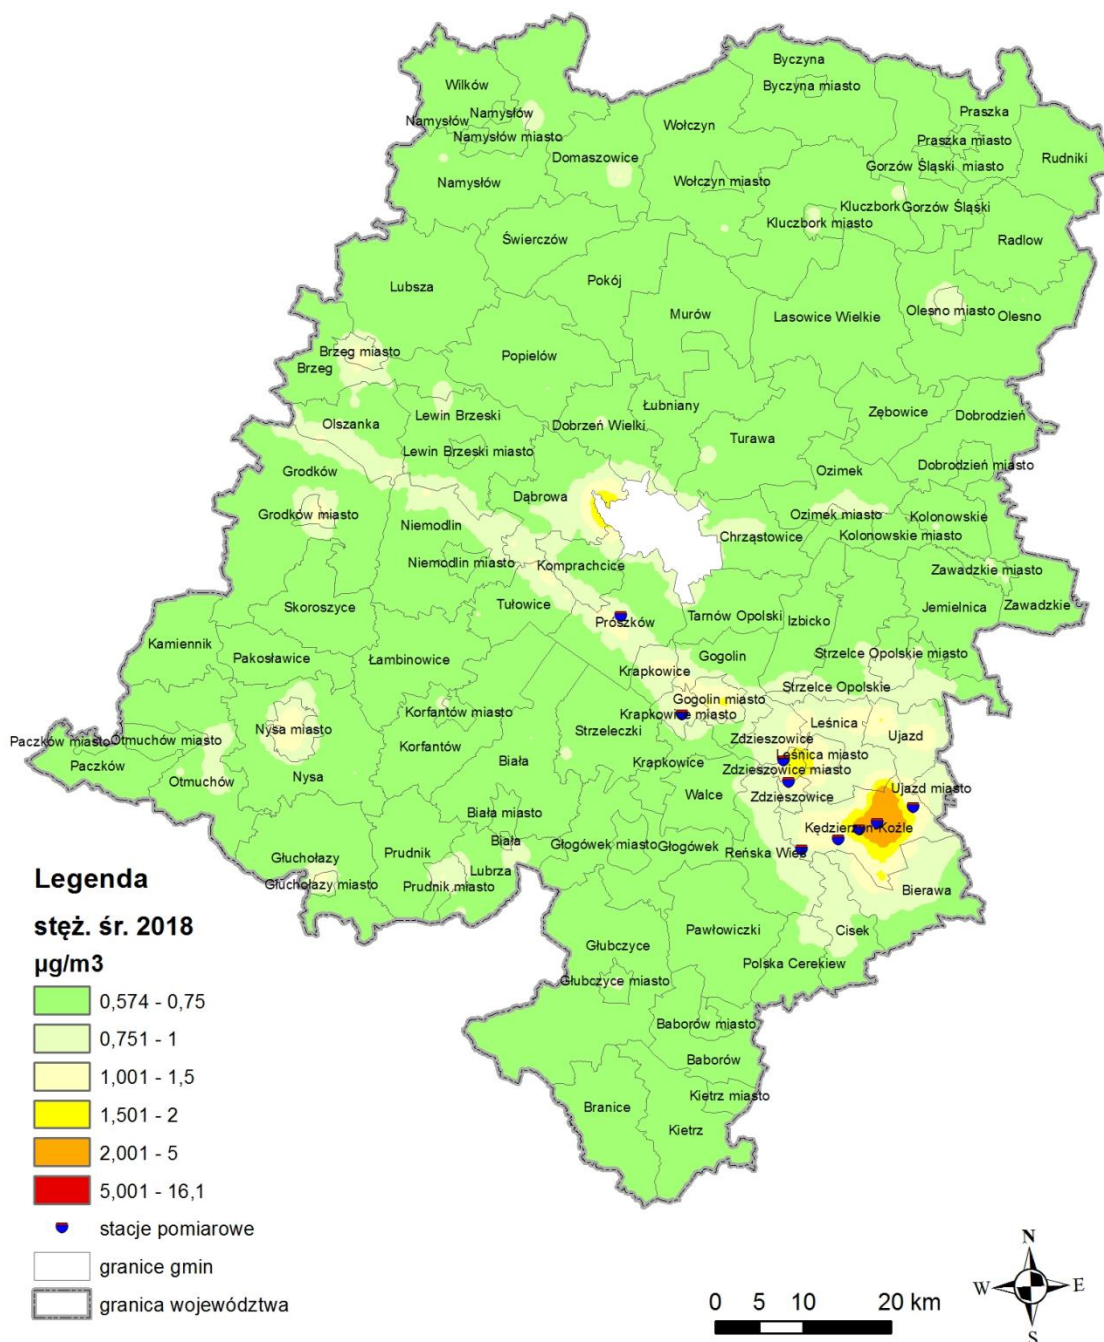 Byczyna
Wilków
Byczyna miasto
Praszka
Namysłów
Namysłów
Wołczyn
Namysłów miasto
Praszka miasto
Domaszowice
Rudniki
Gorzów Śląski miasto
Namysłów
Wołczyn miasto
Kluczbork
Gorzów Śląski
Kluczbork miasto
Świerczów
Radlow
Pokój
Lubsza
Murów
Lasowice Wielkie
Olesno miasto
Olesno
Brzeg miasto
Popielów
Brzeg
Łubniany
Lewin Brzeski
Zębowice
Dobrodzień
Olszanka
Dobrzeń Wielki
Turawa
Lewin Brzeski miasto
Dobrodzień miasto
Grodków
Ozimek
Dąbrowa
Grodków miasto
Ozimek miasto
Kolonowskie
Niemodlin
Chrząstowice
Kolonowskie miasto
Niemodlin miasto
Komprachcice
Zawadzkie miasto
Skoroszyce
Tułowice
Jemielnica
Zawadzkie
Prószków
Tarnów Opolski
Izbicko
Kamiennik
Pakosławice
Łambinowice
Gogolin
Strzelce Opolskie miasto
Krapkowice
Strzelce Opolskie
Gogolin miasto
Korfantów miasto
Krapkowice miasto
Leśnica
Nysa miasto
Strzeleczki
Zdzieszowice
Ujazd
Paczków miasto
Otmuchów miasto
Korfantów
Leśnica miasto
Biała
Krapkowice
Paczków
Zdzieszowice miasto
Otmuchów
Nysa
Ujazd miasto
Walce
Zdzieszowice
Biała miasto
Kędzierzyn-Koźle
Biała
Głogówek miasto
Głogówek
Reńska Wieś
Głuchołazy
Prudnik
Lubrza
Głuchołazy miasto
Prudnik miasto
Bierawa
Pawłowiczki
Cisek
Głubczyce
Polska Cerekiew
Głubczyce miasto
Baborów miasto
Baborów
Kietrz miasto
Branice
Kietrz
Legenda
stęż. śr. 2018
µg/m3
0,574 - 0,75
0,751 - 1
1,001 - 1,5
1,501 - 2
2,001 - 5
5,001 - 16,1
stacje pomiarowe
granice gmin
granica województwa
0 5 10 20 km
N
W E
S